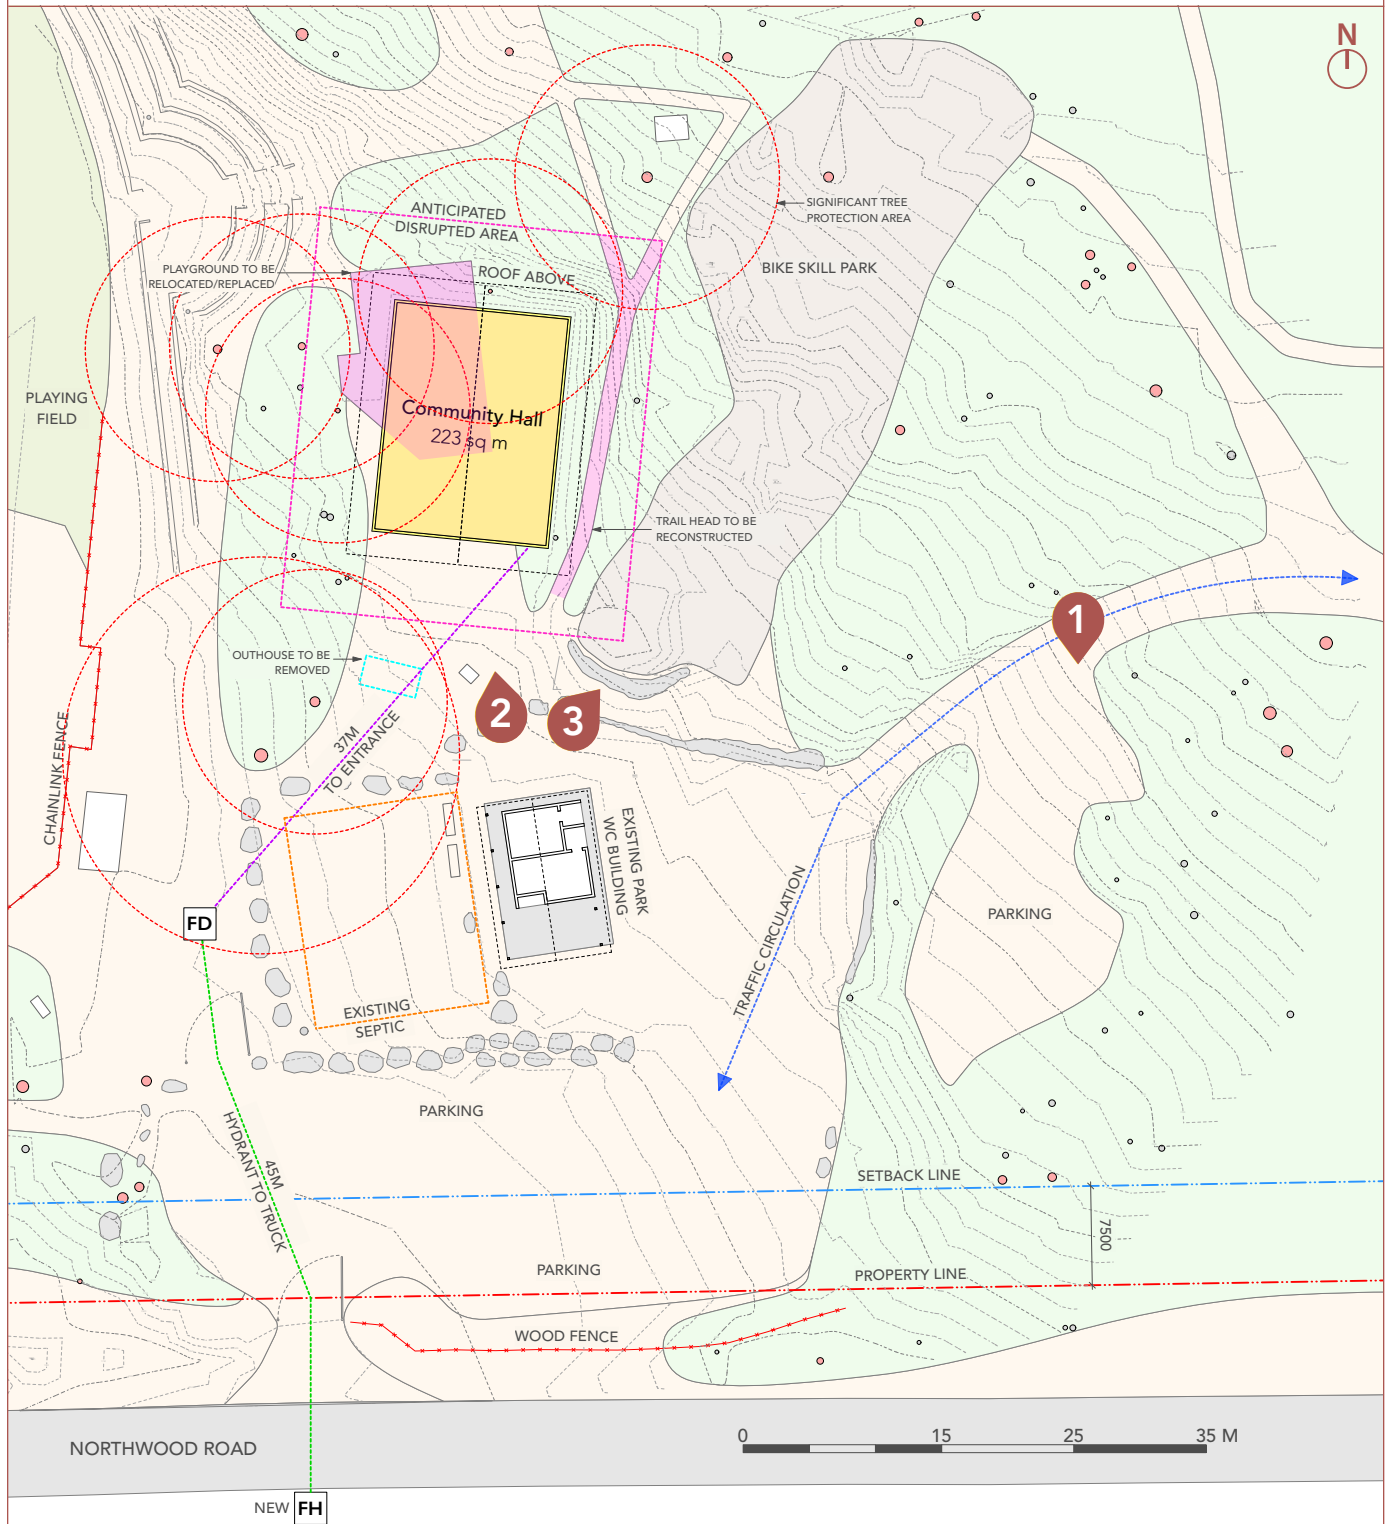 N
ANTICIPATED
DISRUPTED AREA
SIGNIFICANT TREE
PROTECTION AREA
PLAYGROUND TO BE
RELOCATED/REPLACED
ROOF ABOVE
BIKE SKILL PARK
PLAYING
FIELD
Community Hall
223 sq m
TRAIL HEAD TO BE
RECONSTRUCTED
1
OUTHOUSE TO BE
REMOVED
2
3
37M
TO ENTRANCE
CHAINLINK FENCE
EXISTING PARK
WC BUILDING
FD
TRAFFIC CIRCULATION
PARKING
EXISTING
SEPTIC
PARKING
45M
HYDRANT TO TRUCK
SETBACK LINE
7500
PARKING
PROPERTY LINE
WOOD FENCE
NORTHWOOD ROAD
0 15 25 35 M
NEW FH